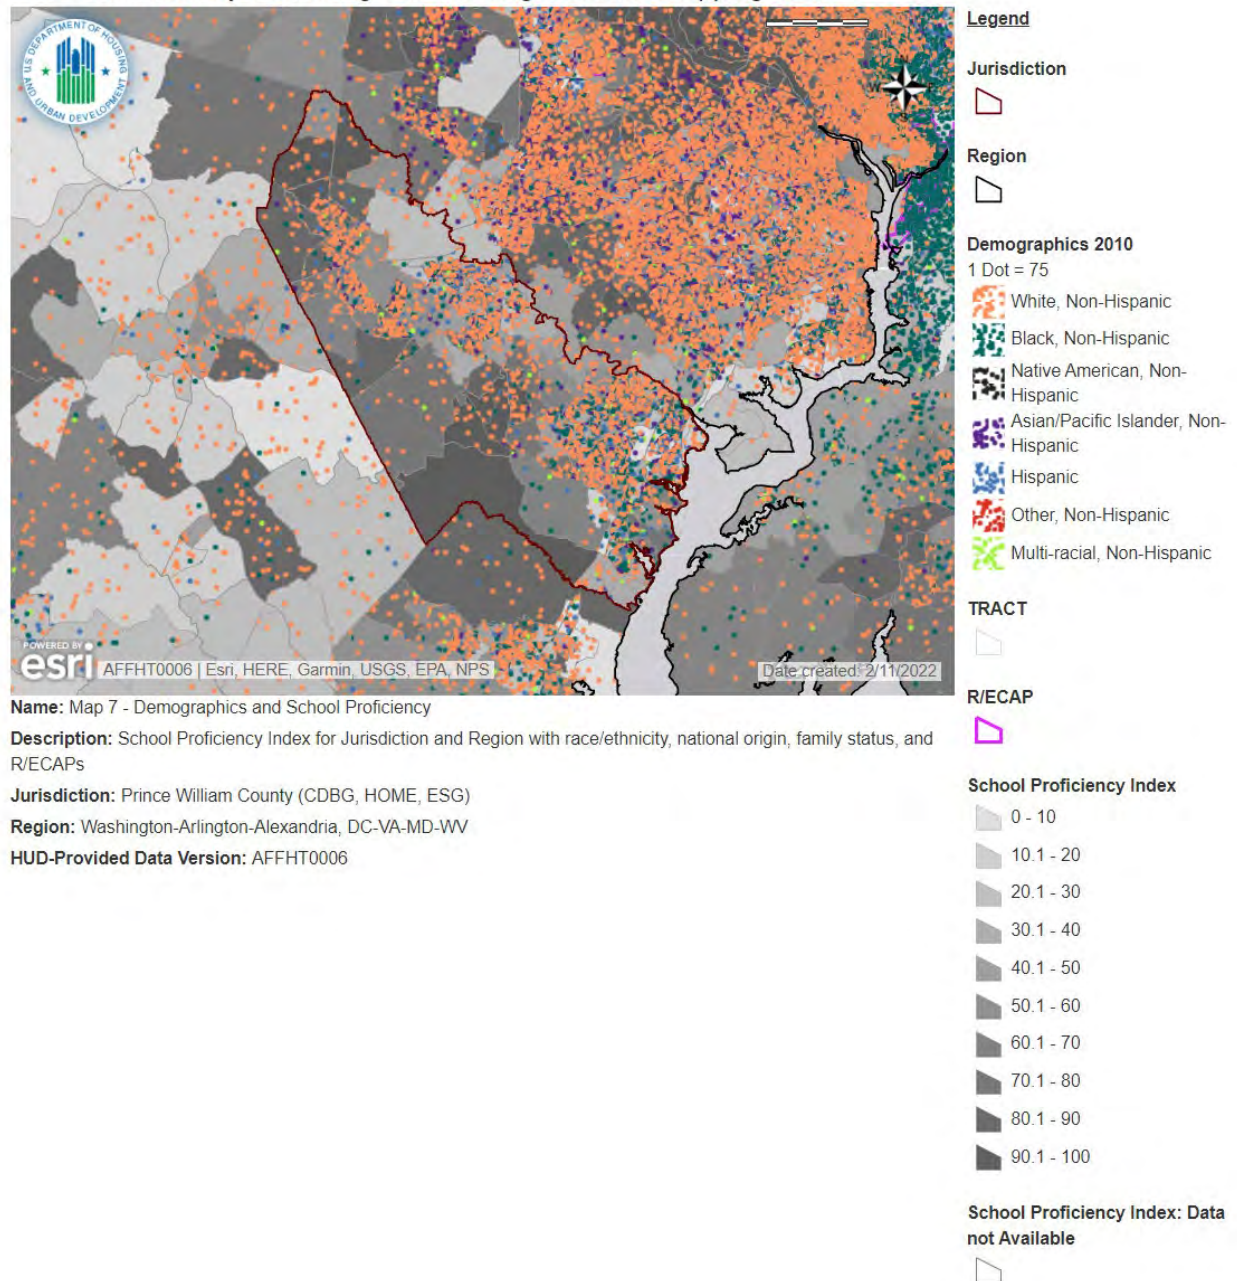 U.S. DEPARTMENT OF HOUSING
AND URBAN DEVELOPMENT
POWERED BY
esri
AFFHT0006 | Esri, HERE, Garmin, USGS, EPA, NPS
Date created: 2/11/2022
Name: Map 7 - Demographics and School Proficiency
Description: School Proficiency Index for Jurisdiction and Region with race/ethnicity, national origin, family status, and
R/ECAPs
Jurisdiction: Prince William County (CDBG, HOME, ESG)
Region: Washington-Arlington-Alexandria, DC-VA-MD-WV
HUD-Provided Data Version: AFFHT0006
Legend
Jurisdiction
Region
Demographics 2010
1 Dot = 75
White, Non-Hispanic
Black, Non-Hispanic
Native American, Non-
Hispanic
Asian/Pacific Islander, Non-
Hispanic
Hispanic
Other, Non-Hispanic
Multi-racial, Non-Hispanic
TRACT
R/ECAP
School Proficiency Index
0 - 10
10.1 - 20
20.1 - 30
30.1 - 40
40.1 - 50
50.1 - 60
60.1 - 70
70.1 - 80
80.1 - 90
90.1 - 100
School Proficiency Index: Data
not Available